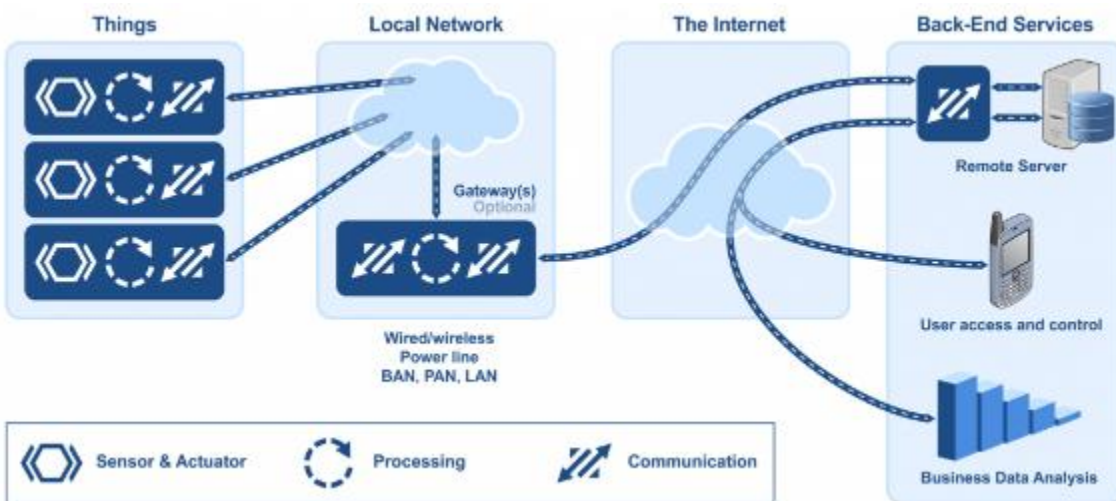 Things
Local Network
The Internet
Back-End Services
Gateway(s)
Optional
Remote Server
User access and control
Wired/wireless
Power line
BAN, PAN, LAN
Business Data Analysis
Sensor & Actuator
Processing
Communication